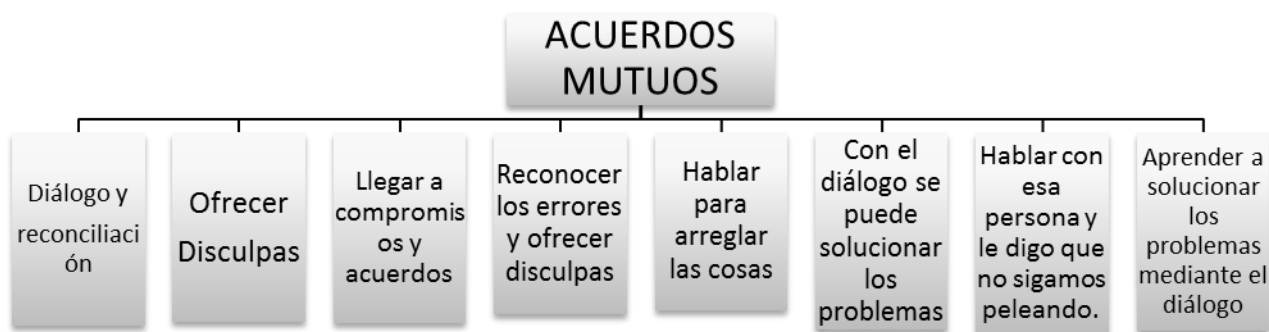 ACUERDOS
MUTUOS
Diálogo y
reconciliaci
ón
Ofrecer
Disculpas
Llegar a
compromis
os y
acuerdos
Reconocer
los errores
y ofrecer
disculpas
Hablar
para
arreglar
las cosas
Con el
diálogo se
puede
solucionar
los
problemas
Hablar con
esa
persona y
le digo que
no sigamos
peleando.
Aprender a
solucionar
los
problemas
mediante el
diálogo